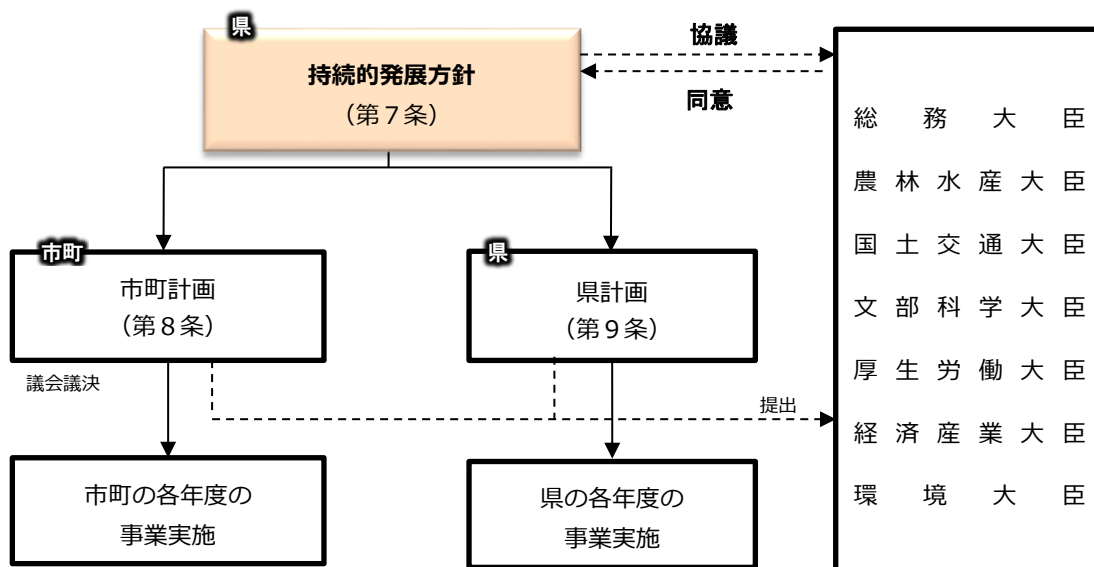 県
持続的発展方針
（第７条）
協議
同意
市町
市町計画
（第８条）
県
県計画
（第９条）
議会議決
提出
市町の各年度の
事業実施
県の各年度の
事業実施
総務大臣
農林水産大臣
国土交通大臣
文部科学大臣
厚生労働大臣
経済産業大臣
環境大臣